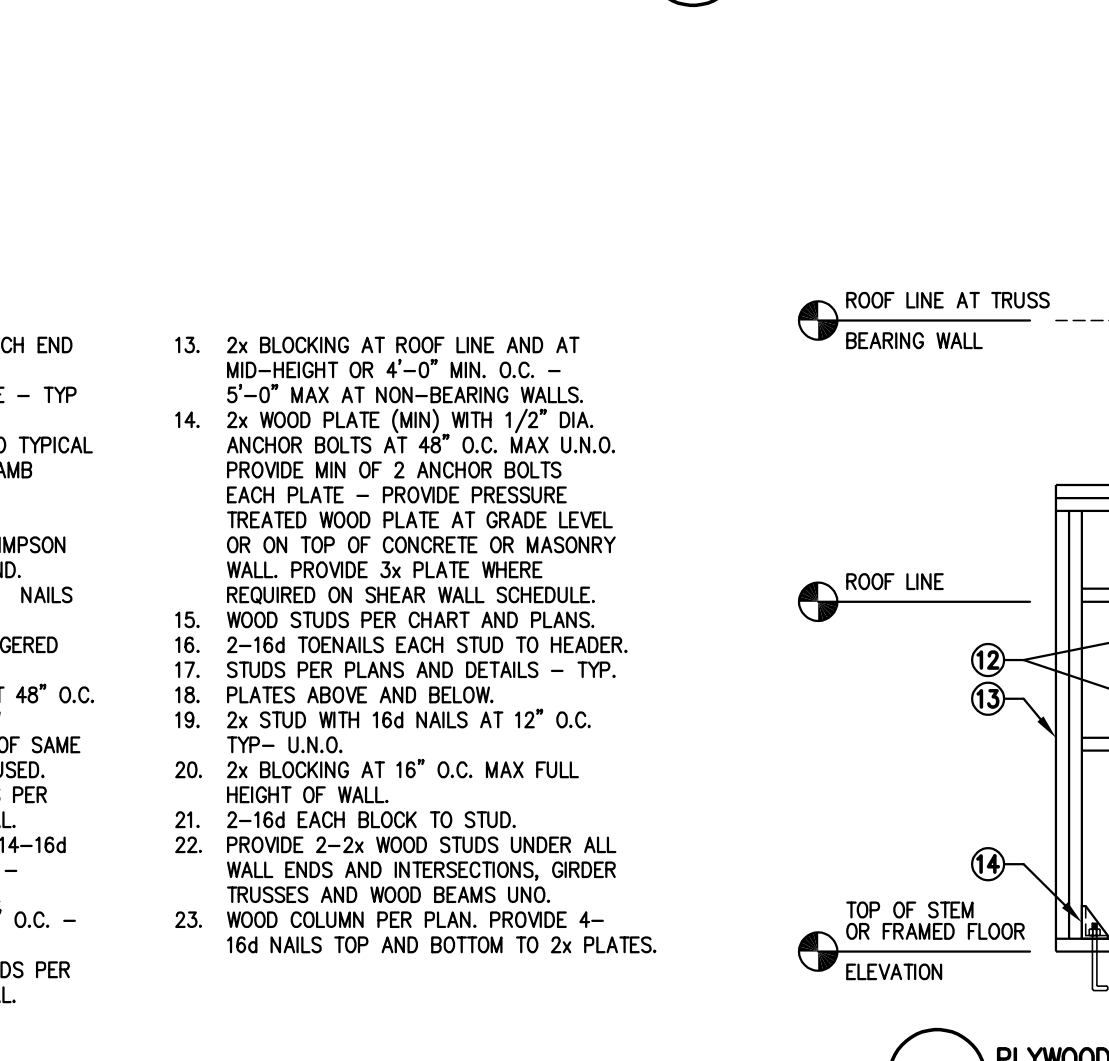 CH END
E – TYP
TYPICAL
AMB
IMPSON
ND.
NAILS
GERED
T 48" O.C.
OF SAME
USED.
PER
L.
14–16d
–
" O.C. –
DS PER
L.
13. 2x BLOCKING AT ROOF LINE AND AT
MID–HEIGHT OR 4'–0" MIN. O.C. –
5'–0" MAX AT NON–BEARING WALLS.
14. 2x WOOD PLATE (MIN) WITH 1/2" DIA.
ANCHOR BOLTS AT 48" O.C. MAX U.N.O.
PROVIDE MIN OF 2 ANCHOR BOLTS
EACH PLATE – PROVIDE PRESSURE
TREATED WOOD PLATE AT GRADE LEVEL
OR ON TOP OF CONCRETE OR MASONRY
WALL. PROVIDE 3x PLATE WHERE
REQUIRED ON SHEAR WALL SCHEDULE.
15. WOOD STUDS PER CHART AND PLANS.
16. 2–16d TOENAILS EACH STUD TO HEADER.
17. STUDS PER PLANS AND DETAILS – TYP.
18. PLATES ABOVE AND BELOW.
19. 2x STUD WITH 16d NAILS AT 12" O.C.
TYP– U.N.O.
20. 2x BLOCKING AT 16" O.C. MAX FULL
HEIGHT OF WALL.
21. 2–16d EACH BLOCK TO STUD.
22. PROVIDE 2–2x WOOD STUDS UNDER ALL
WALL ENDS AND INTERSECTIONS, GIRDER
TRUSSES AND WOOD BEAMS UNO.
23. WOOD COLUMN PER PLAN. PROVIDE 4–
16d NAILS TOP AND BOTTOM TO 2x PLATES.
ROOF LINE AT TRUSS
BEARING WALL
ROOF LINE
12
13
14
TOP OF STEM
OR FRAMED FLOOR
ELEVATION
PLYWOOD